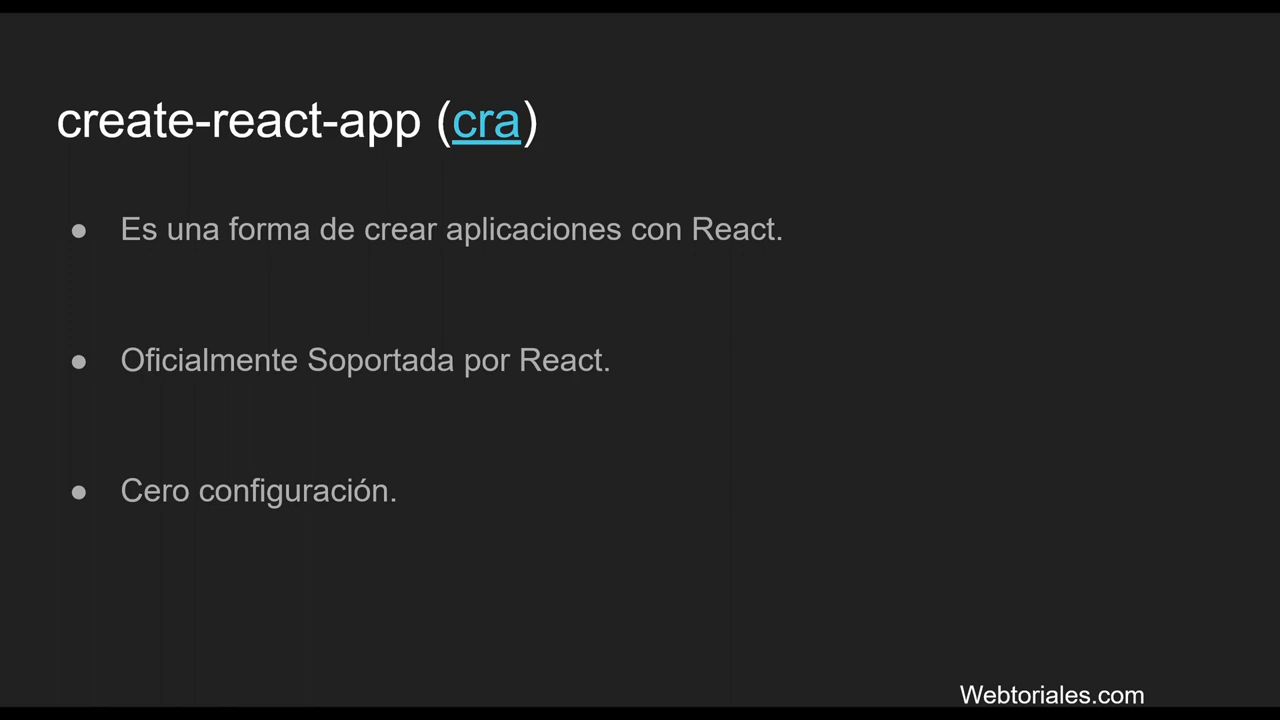 create-react-app (cra)
● Es una forma de crear aplicaciones con React.
● Oficialmente Soportada por React.
● Cero configuración.
Webtoriales.com